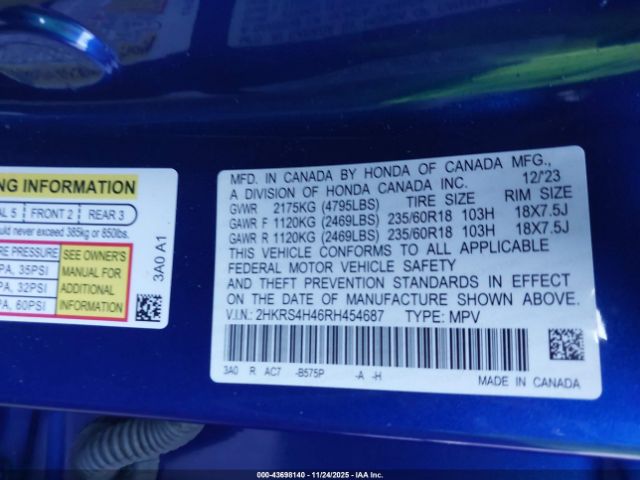 NG INFORMATION
AL 5 FRONT 2 REAR 3
uld never exceed 385kg or 850lbs.
RE PRESSURE
PA, 35PSI
PA, 32PSI
PA, 60PSI
SEE OWNER'S
MANUAL FOR
ADDITIONAL
INFORMATION
3A0 A1
MFD. IN CANADA BY HONDA OF CANADA MFG.,
A DIVISION OF HONDA CANADA INC. 12/'23
GVWR 2175KG (4795LBS) TIRE SIZE RIM SIZE
GAWR F 1120KG (2469LBS) 235/60R18 103H 18X7.5J
GAWR R 1120KG (2469LBS) 235/60R18 103H 18X7.5J
THIS VEHICLE CONFORMS TO ALL APPLICABLE
FEDERAL MOTOR VEHICLE SAFETY
AND THEFT PREVENTION STANDARDS IN EFFECT
ON THE DATE OF MANUFACTURE SHOWN ABOVE.
V.I.N.: 2HKRS4H46RH454687 TYPE: MPV
3A0 R AC7 -B575P -A -H
MADE IN CANADA
000-43698140 - 11/24/2025 - IAA Inc.